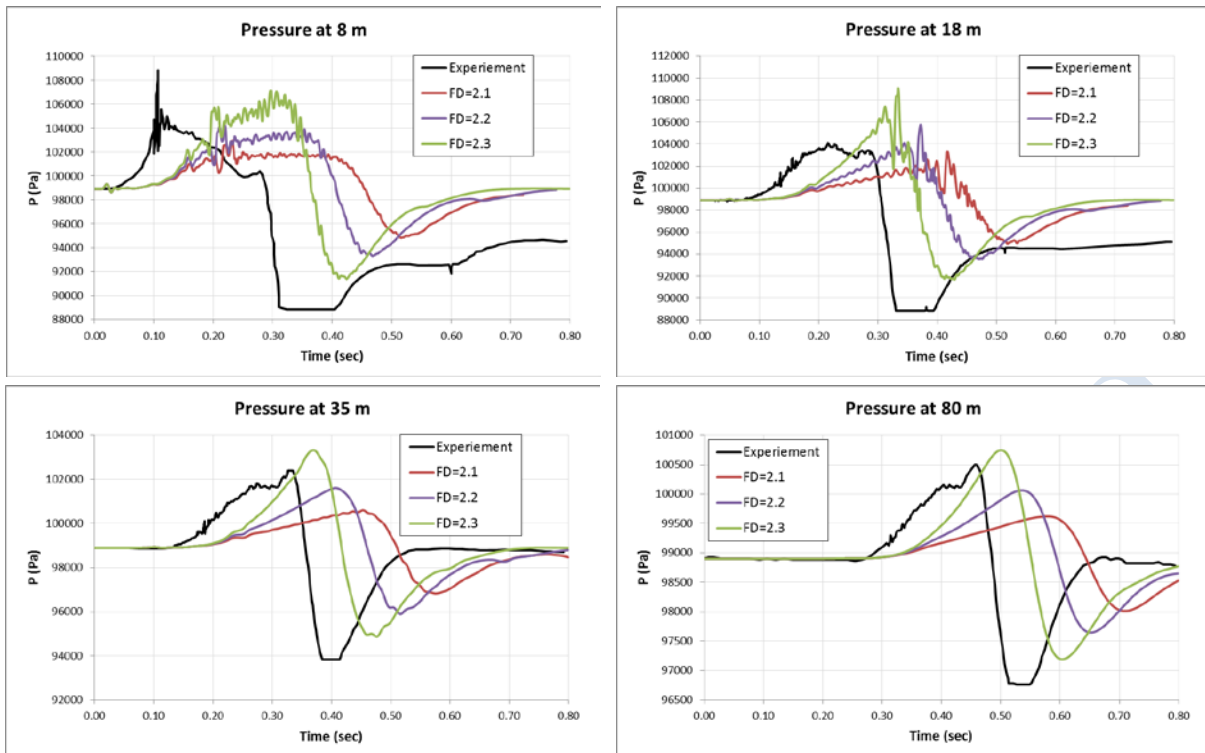 Pressure at 8 m
P (Pa)
110000
108000
106000
104000
102000
100000
98000
96000
94000
92000
90000
88000
0.00 0.10 0.20 0.30 0.40 0.50 0.60 0.70 0.80
Time (sec)
Experiement
FD=2.1
FD=2.2
FD=2.3
Pressure at 18 m
P (Pa)
112000
110000
108000
106000
104000
102000
100000
98000
96000
94000
92000
90000
88000
0.00 0.10 0.20 0.30 0.40 0.50 0.60 0.70 0.80
Time (sec)
Experiement
FD=2.1
FD=2.2
FD=2.3
Pressure at 35 m
P (Pa)
104000
102000
100000
98000
96000
94000
92000
0.00 0.10 0.20 0.30 0.40 0.50 0.60 0.70 0.80
Time (sec)
Experiement
FD=2.1
FD=2.2
FD=2.3
Pressure at 80 m
P (Pa)
101000
100500
100000
99500
99000
98500
98000
97500
97000
96500
0.00 0.10 0.20 0.30 0.40 0.50 0.60 0.70 0.80
Time (sec)
Experiement
FD=2.1
FD=2.2
FD=2.3